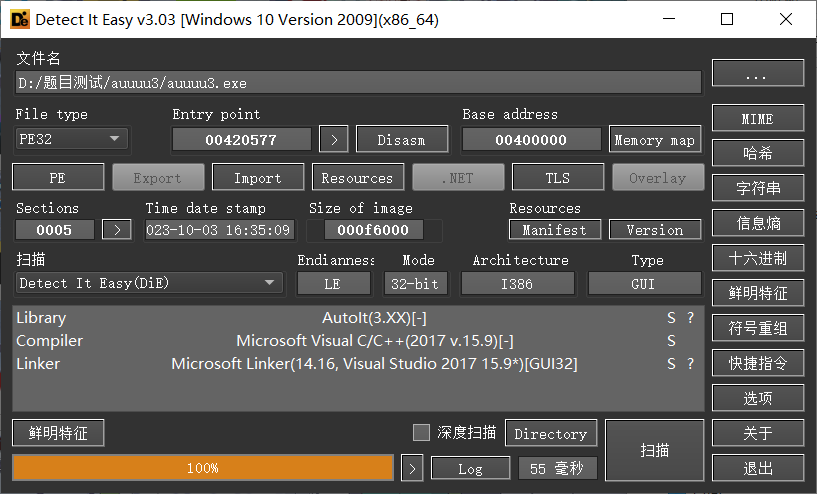 Detect It Easy v3.03 [Windows 10 Version 2009](x86_64)
文件名
D:/题目测试/auuuu3/auuuu3.exe
...
File type Entry point Base address
PE32 00420577 > Disasm 00400000 Memory map
MIME
PE Export Import Resources .NET TLS Overlay
哈希
Sections Time date stamp Size of image Resources
字符串
0005 > 023-10-03 16:35:09 000f6000 Manifest Version
信息熵
扫描 Endianness Mode Architecture Type
十六进制
Detect It Easy(DiE) LE 32-bit I386 GUI
鲜明特征
Library AutoIt(3.XX)[-] S ?
符号重组
Compiler Microsoft Visual C/C++(2017 v.15.9)[-] S
Linker Microsoft Linker(14.16, Visual Studio 2017 15.9*)[GUI32] S ?
快捷指令
选项
鲜明特征 深度扫描 Directory 扫描 关于
100% > Log 55 毫秒 退出